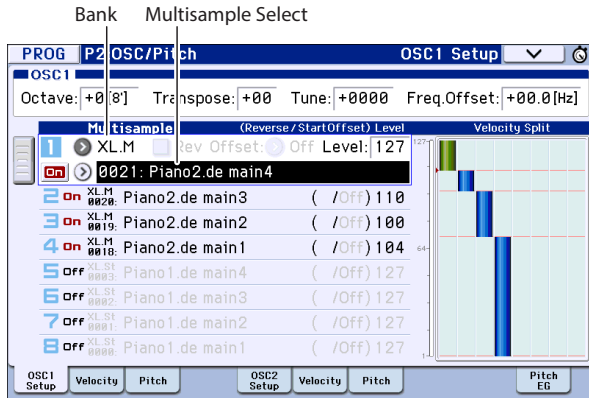 Bank Multisample Select
PROG P2 OSC/Pitch OSC1 Setup
OSC1
Octave: +0[8'] Transpose: +00 Tune: +0000 Freq.Offset: +00.0[Hz]
Multisample (Reverse/StartOffset) Level Velocity Split
1 XL.M Rev Offset: Off Level: 127 127
On 0021: Piano2.de main4
2 On XL.M 0020: Piano2.de main3 ( /Off) 110
3 On XL.M 0019: Piano2.de main2 ( /Off) 100
4 On XL.M 0018: Piano2.de main1 ( /Off) 104 64
5 Off XL.St 0003: Piano1.de main4 ( /Off) 127
6 Off XL.St 0002: Piano1.de main3 ( /Off) 127
7 Off XL.St 0001: Piano1.de main2 ( /Off) 127
8 Off XL.St 0000: Piano1.de main1 ( /Off) 127 1
OSC1 Setup Velocity Pitch OSC2 Setup Velocity Pitch Pitch EG